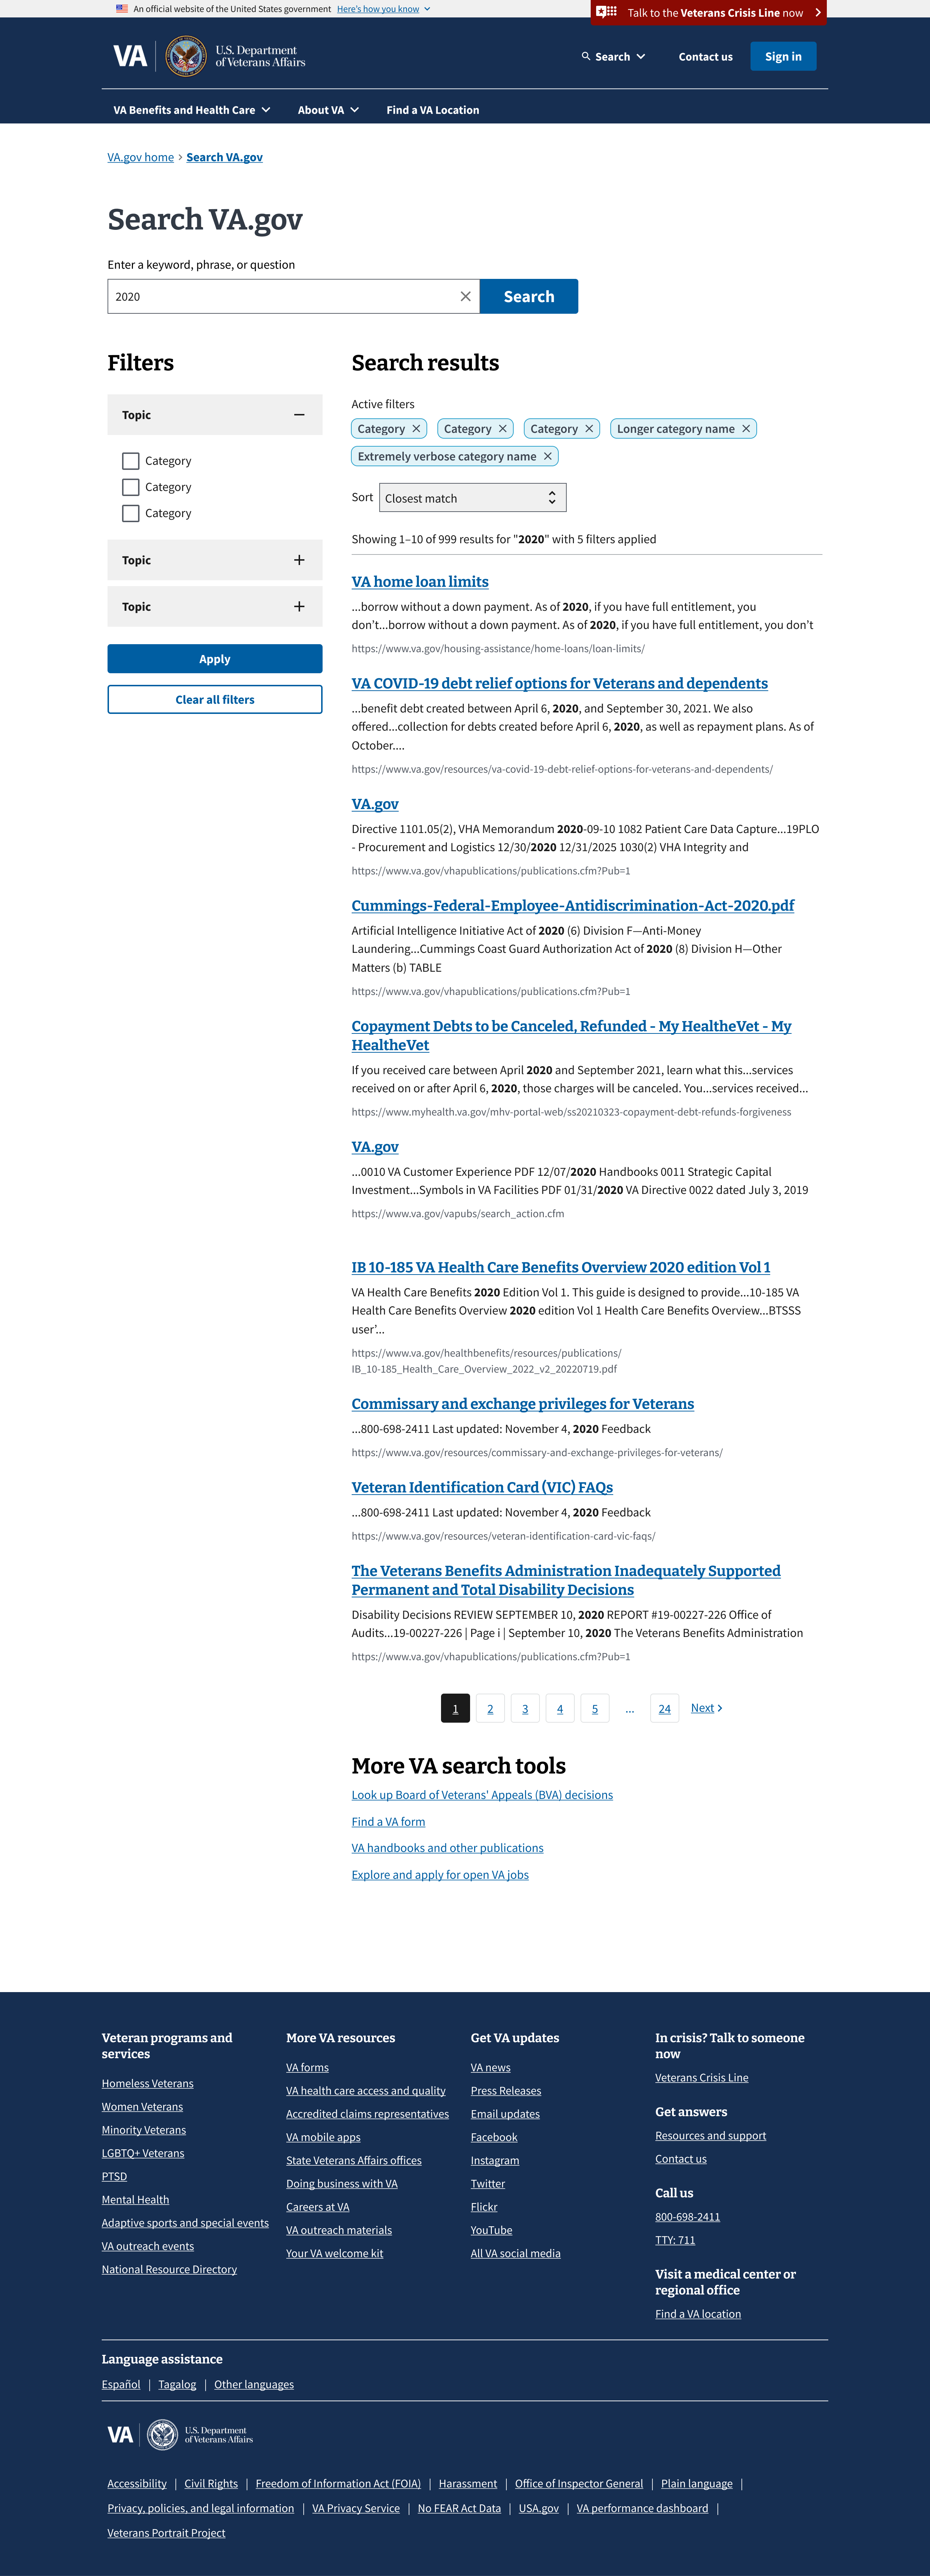 An official website of the United States government Here's how you know
Talk to the Veterans Crisis Line now
VA
U.S. Department
of Veterans Affairs
Search
Contact us
Sign in
VA Benefits and Health Care
About VA
Find a VA Location
VA.gov home › Search VA.gov
Search VA.gov
Enter a keyword, phrase, or question
2020
Search
Filters
Topic
Category
Category
Category
Topic
Topic
Apply
Clear all filters
Search results
Active filters
Category
Category
Category
Longer category name
Extremely verbose category name
Sort
Closest match
Showing 1–10 of 999 results for "2020" with 5 filters applied
VA home loan limits
...borrow without a down payment. As of 2020, if you have full entitlement, you
don't...borrow without a down payment. As of 2020, if you have full entitlement, you don't
https://www.va.gov/housing-assistance/home-loans/loan-limits/
VA COVID-19 debt relief options for Veterans and dependents
...benefit debt created between April 6, 2020, and September 30, 2021. We also
offered...collection for debts created before April 6, 2020, as well as repayment plans. As of
October....
https://www.va.gov/resources/va-covid-19-debt-relief-options-for-veterans-and-dependents/
VA.gov
Directive 1101.05(2), VHA Memorandum 2020-09-10 1082 Patient Care Data Capture...19PLO
- Procurement and Logistics 12/30/2020 12/31/2025 1030(2) VHA Integrity and
https://www.va.gov/vhapublications/publications.cfm?Pub=1
Cummings-Federal-Employee-Antidiscrimination-Act-2020.pdf
Artificial Intelligence Initiative Act of 2020 (6) Division F—Anti-Money
Laundering...Cummings Coast Guard Authorization Act of 2020 (8) Division H—Other
Matters (b) TABLE
https://www.va.gov/vhapublications/publications.cfm?Pub=1
Copayment Debts to be Canceled, Refunded - My HealtheVet - My
HealtheVet
If you received care between April 2020 and September 2021, learn what this...services
received on or after April 6, 2020, those charges will be canceled. You...services received...
https://www.myhealth.va.gov/mhv-portal-web/ss20210323-copayment-debt-refunds-forgiveness
VA.gov
...0010 VA Customer Experience PDF 12/07/2020 Handbooks 0011 Strategic Capital
Investment...Symbols in VA Facilities PDF 01/31/2020 VA Directive 0022 dated July 3, 2019
https://www.va.gov/vapubs/search_action.cfm
IB 10-185 VA Health Care Benefits Overview 2020 edition Vol 1
VA Health Care Benefits 2020 Edition Vol 1. This guide is designed to provide...10-185 VA
Health Care Benefits Overview 2020 edition Vol 1 Health Care Benefits Overview...BTSSS
user'...
https://www.va.gov/healthbenefits/resources/publications/
IB_10-185_Health_Care_Overview_2022_v2_20220719.pdf
Commissary and exchange privileges for Veterans
...800-698-2411 Last updated: November 4, 2020 Feedback
https://www.va.gov/resources/commissary-and-exchange-privileges-for-veterans/
Veteran Identification Card (VIC) FAQs
...800-698-2411 Last updated: November 4, 2020 Feedback
https://www.va.gov/resources/veteran-identification-card-vic-faqs/
The Veterans Benefits Administration Inadequately Supported
Permanent and Total Disability Decisions
Disability Decisions REVIEW SEPTEMBER 10, 2020 REPORT #19-00227-226 Office of
Audits...19-00227-226 | Page i | September 10, 2020 The Veterans Benefits Administration
https://www.va.gov/vhapublications/publications.cfm?Pub=1
1 2 3 4 5 ... 24 Next
More VA search tools
Look up Board of Veterans' Appeals (BVA) decisions
Find a VA form
VA handbooks and other publications
Explore and apply for open VA jobs
Veteran programs and
services
Homeless Veterans
Women Veterans
Minority Veterans
LGBTQ+ Veterans
PTSD
Mental Health
Adaptive sports and special events
VA outreach events
National Resource Directory
More VA resources
VA forms
VA health care access and quality
Accredited claims representatives
VA mobile apps
State Veterans Affairs offices
Doing business with VA
Careers at VA
VA outreach materials
Your VA welcome kit
Get VA updates
VA news
Press Releases
Email updates
Facebook
Instagram
Twitter
Flickr
YouTube
All VA social media
In crisis? Talk to someone
now
Veterans Crisis Line
Get answers
Resources and support
Contact us
Call us
800-698-2411
TTY: 711
Visit a medical center or
regional office
Find a VA location
Language assistance
Español | Tagalog | Other languages
VA
U.S. Department
of Veterans Affairs
Accessibility | Civil Rights | Freedom of Information Act (FOIA) | Harassment | Office of Inspector General | Plain language |
Privacy, policies, and legal information | VA Privacy Service | No FEAR Act Data | USA.gov | VA performance dashboard |
Veterans Portrait Project